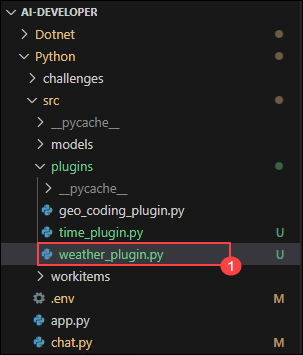 AI-DEVELOPER
Dotnet
Python
challenges
src
__pycache__
models
plugins
__pycache__
geo_coding_plugin.py
time_plugin.py U
weather_plugin.py 1 U
workitems
.env M
app.py
chat.py M